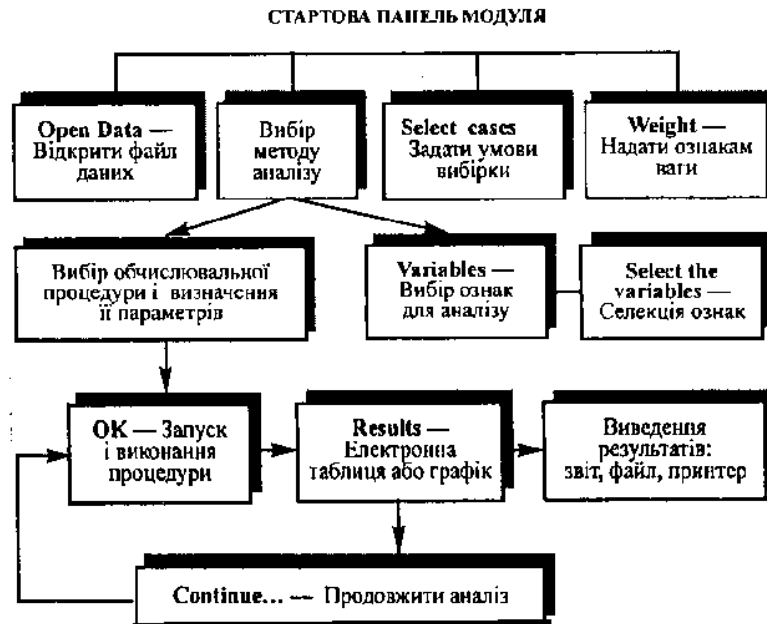 СТАРТОВА ПАНЕЛЬ МОДУЛЯ
Open Data —
Відкрити файл
даних
Вибір
методу
аналізу
Select cases
Задати умови
вибірки
Weight —
Надати ознакам
ваги
Вибір обчислювальної
процедури і визначення
її параметрів
Variables —
Вибір ознак
для аналізу
Select the
variables —
Селекція ознак
OK — Запуск
і виконання
процедури
Results —
Електронна
таблиця або графік
Виведення
результатів:
звіт, файл, принтер
Continue... — Продовжити аналіз